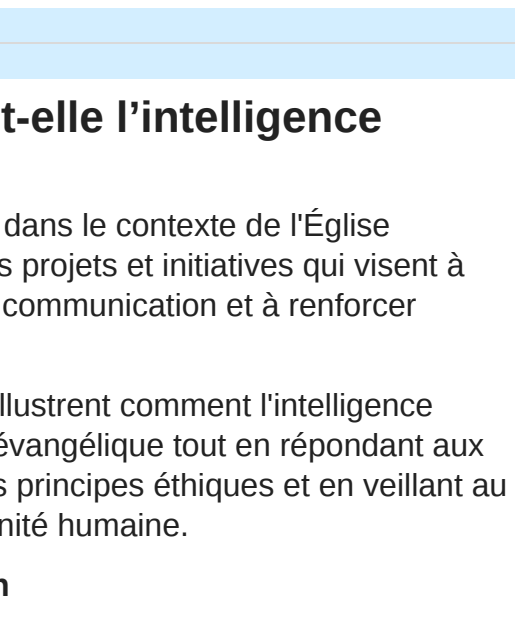 t-elle l’intelligence
dans le contexte de l'Église
s projets et initiatives qui visent à
communication et à renforcer
llustrent comment l'intelligence
évangélique tout en répondant aux
s principes éthiques et en veillant au
nité humaine.
n